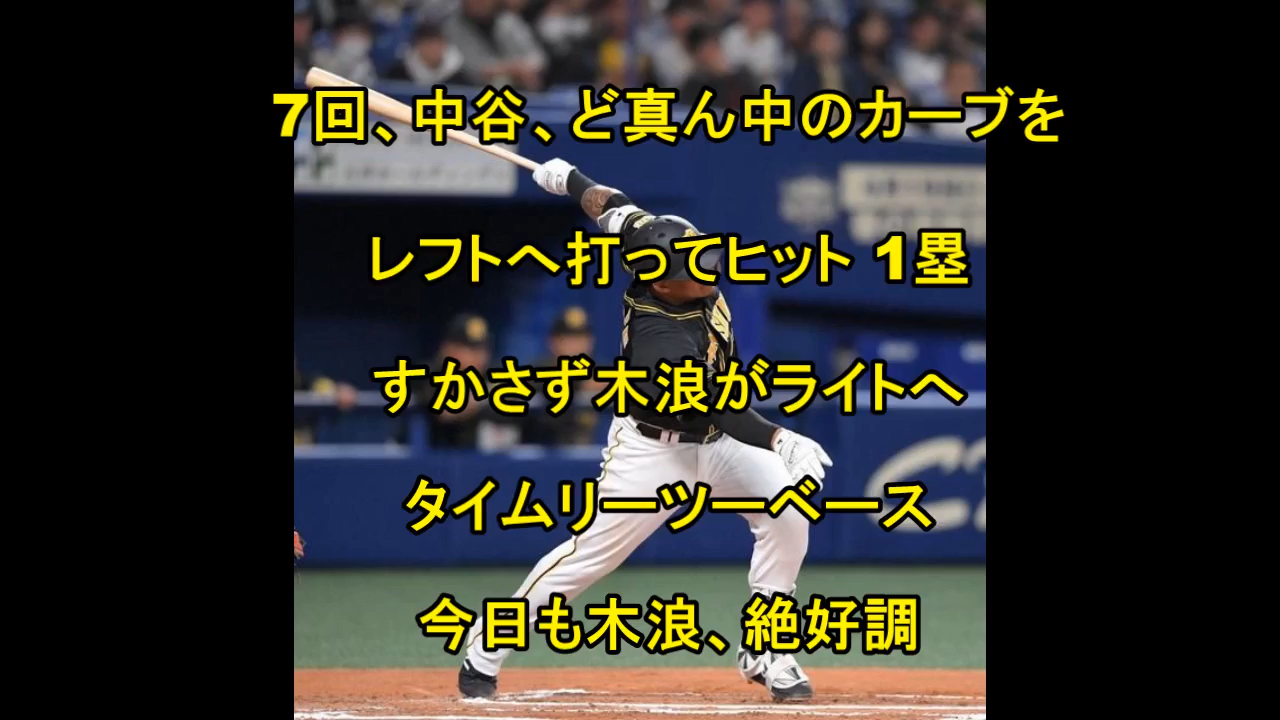 7回、中谷、ど真ん中のカーブを
レフトへ打ってヒット 1塁
すかさず木浪がライトへ
タイムリーツーベース
今日も木浪、絶好調